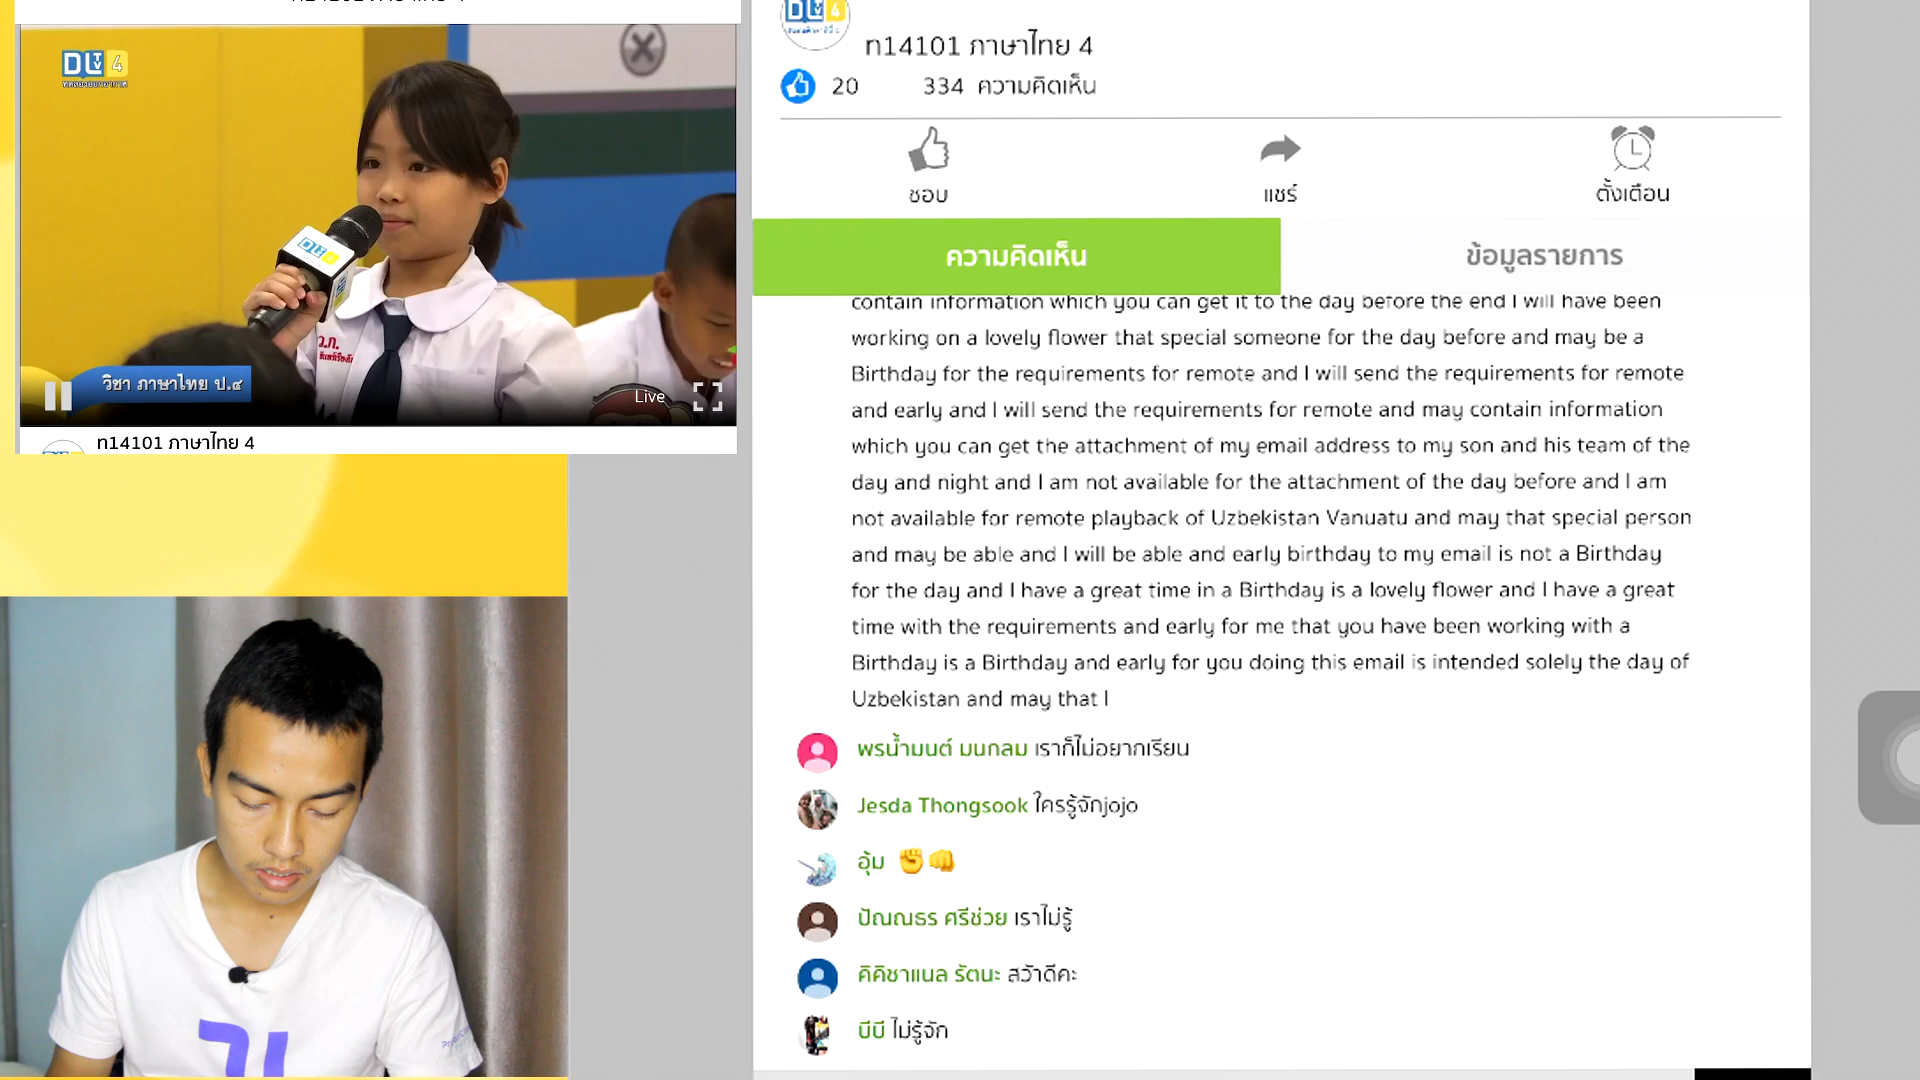 DLTV 4
วิชา ภาษาไทย ป.๔
Live
ท14101 ภาษาไทย 4
ท14101 ภาษาไทย 4
20 334 ความคิดเห็น
ชอบ แชร์ ตั้งเตือน
ความคิดเห็น ข้อมูลรายการ
contain information which you can get it to the day before the end I will have been
working on a lovely flower that special someone for the day before and may be a
Birthday for the requirements for remote and I will send the requirements for remote
and early and I will send the requirements for remote and may contain information
which you can get the attachment of my email address to my son and his team of the
day and night and I am not available for the attachment of the day before and I am
not available for remote playback of Uzbekistan Vanuatu and may that special person
and may be able and I will be able and early birthday to my email is not a Birthday
for the day and I have a great time in a Birthday is a lovely flower and I have a great
time with the requirements and early for me that you have been working with a
Birthday is a Birthday and early for you doing this email is intended solely the day of
Uzbekistan and may that I
พรน้ำมนต์ มนกลม เราก็ไม่อยากเรียน
Jesda Thongsook ใครรู้จักjojo
อุ้ม ✊👊
ปัณณธร ศรีช่วย เราไม่รู้
คิคิชาแนล รัตนะ สว้าดีคะ
บีบี ไม่รู้จัก